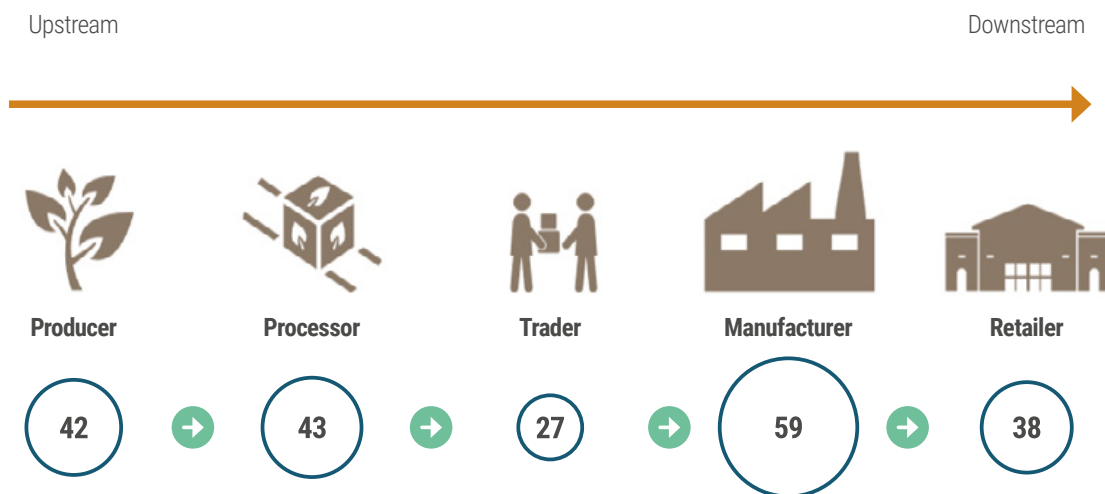 Upstream
Downstream
Producer
Processor
Trader
Manufacturer
Retailer
42
43
27
59
38